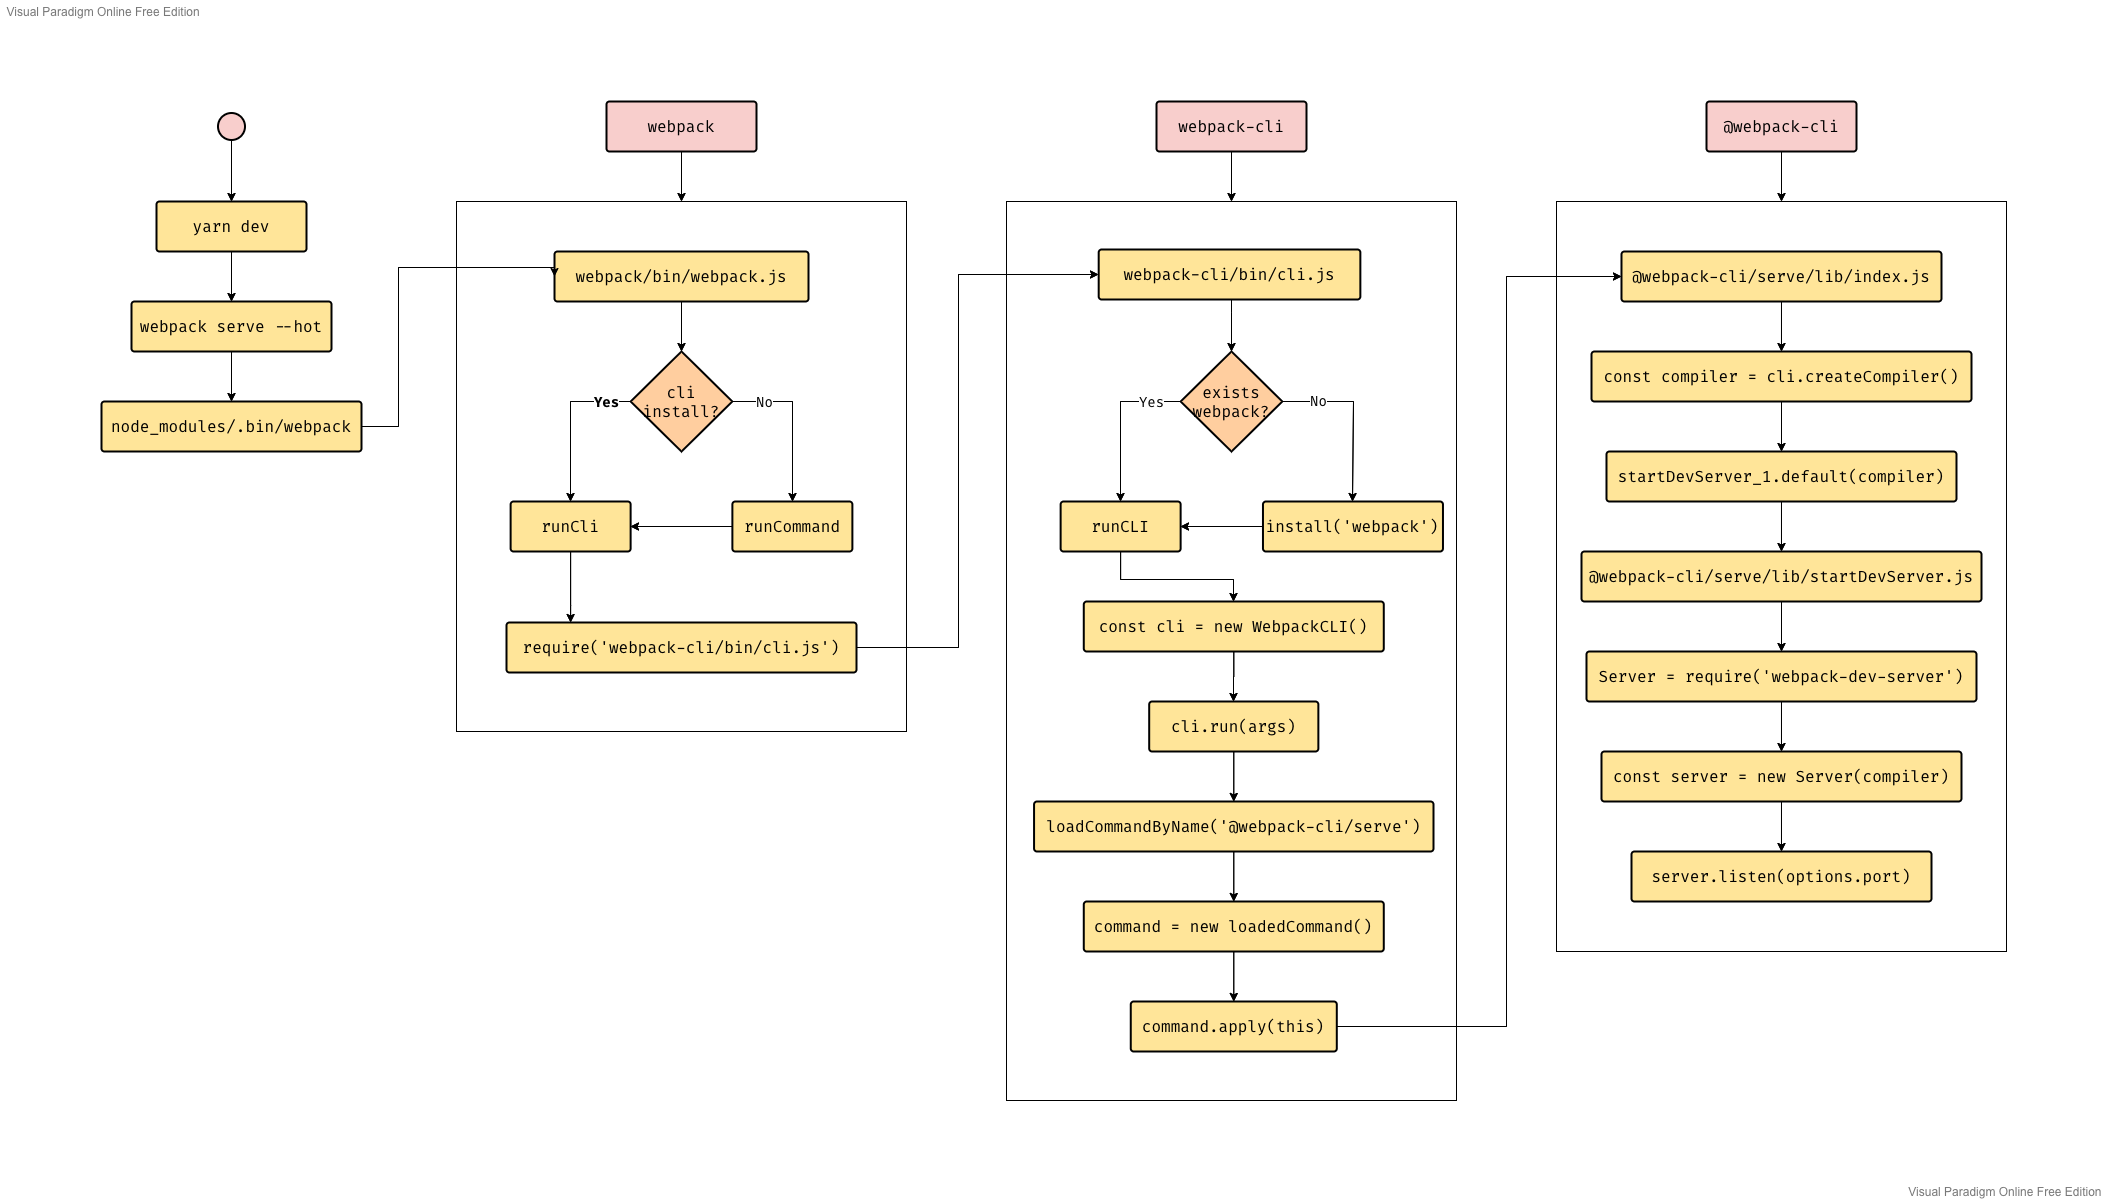 Visual Paradigm Online Free Edition
yarn dev
webpack serve --hot
node_modules/.bin/webpack
webpack
webpack/bin/webpack.js
cli
install?
Yes
No
runCli
runCommand
require('webpack-cli/bin/cli.js')
webpack-cli
webpack-cli/bin/cli.js
exists
webpack?
Yes
No
runCLI
install('webpack')
const cli = new WebpackCLI()
cli.run(args)
loadCommandByName('@webpack-cli/serve')
command = new loadedCommand()
command.apply(this)
@webpack-cli
@webpack-cli/serve/lib/index.js
const compiler = cli.createCompiler()
startDevServer_1.default(compiler)
@webpack-cli/serve/lib/startDevServer.js
Server = require('webpack-dev-server')
const server = new Server(compiler)
server.listen(options.port)
Visual Paradigm Online Free Edition